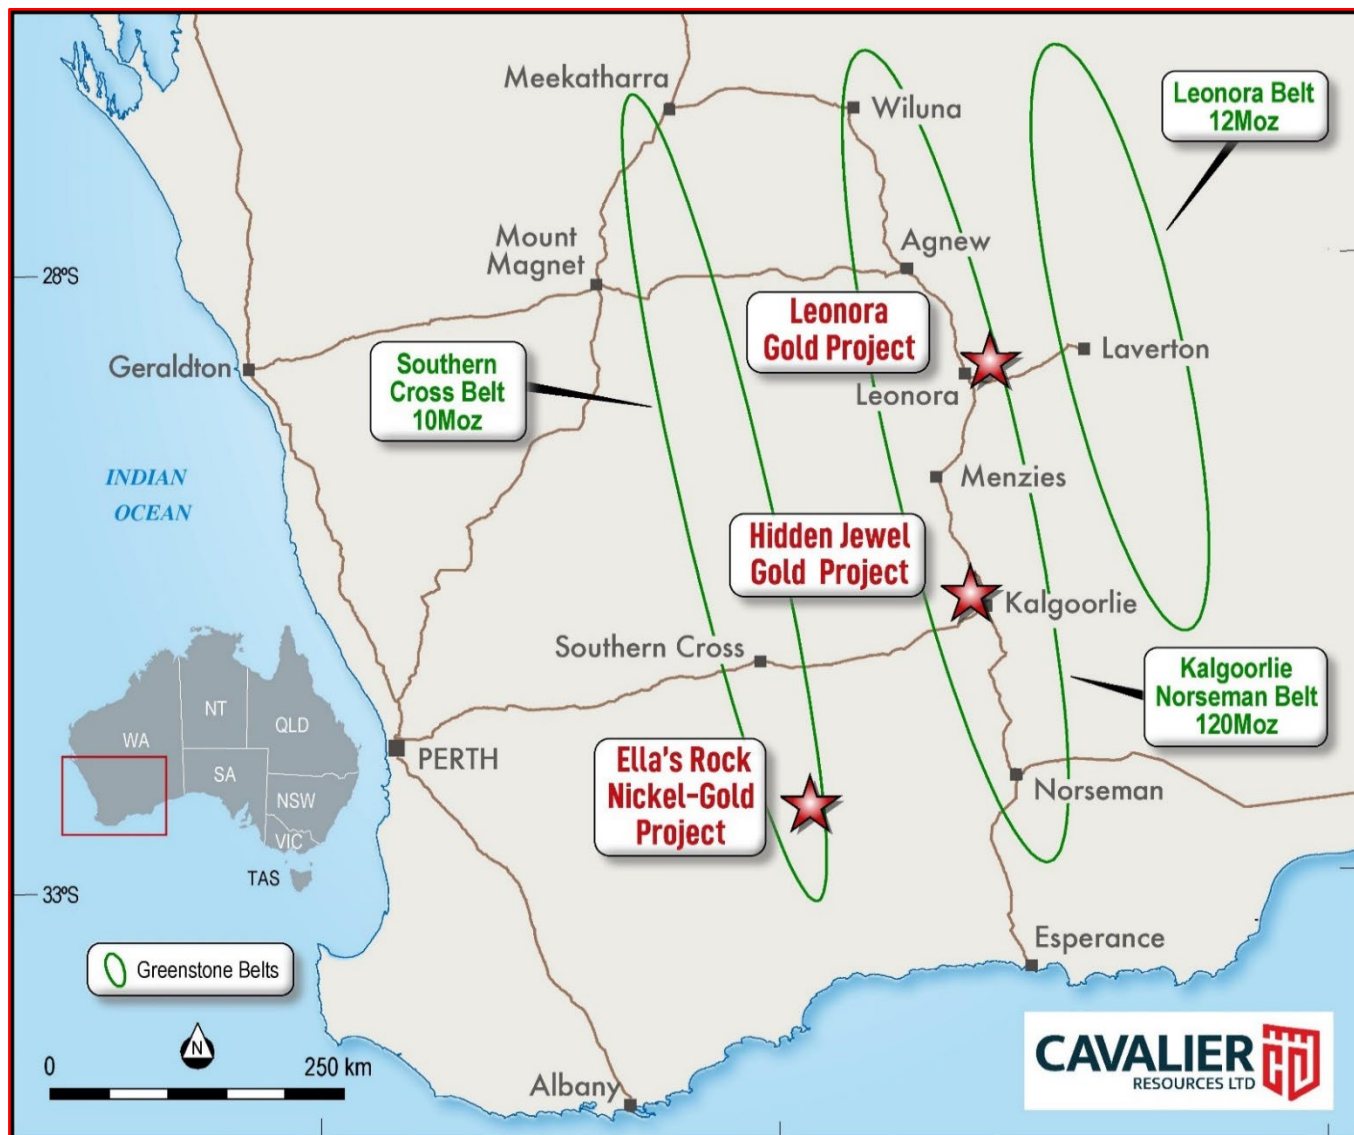 Meekatharra
Wiluna
Leonora Belt
12Moz
Mount
Magnet
Agnew
28ºS
Leonora
Gold Project
Geraldton
Southern
Cross Belt
10Moz
Laverton
Leonora
INDIAN
OCEAN
Menzies
Hidden Jewel
Gold Project
Kalgoorlie
Southern Cross
Kalgoorlie
Norseman Belt
120Moz
NT
QLD
WA
SA
NSW
VIC
TAS
PERTH
Ella's Rock
Nickel-Gold
Project
Norseman
33ºS
Esperance
Greenstone Belts
N
0
250 km
Albany
CAVALIER
RESOURCES LTD